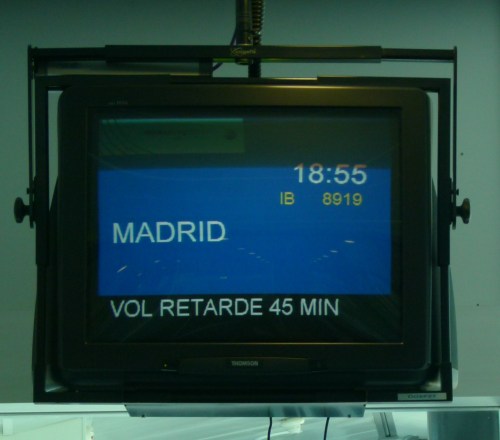 18:55
IB 8919
MADRID
VOL RETARDE 45 MIN